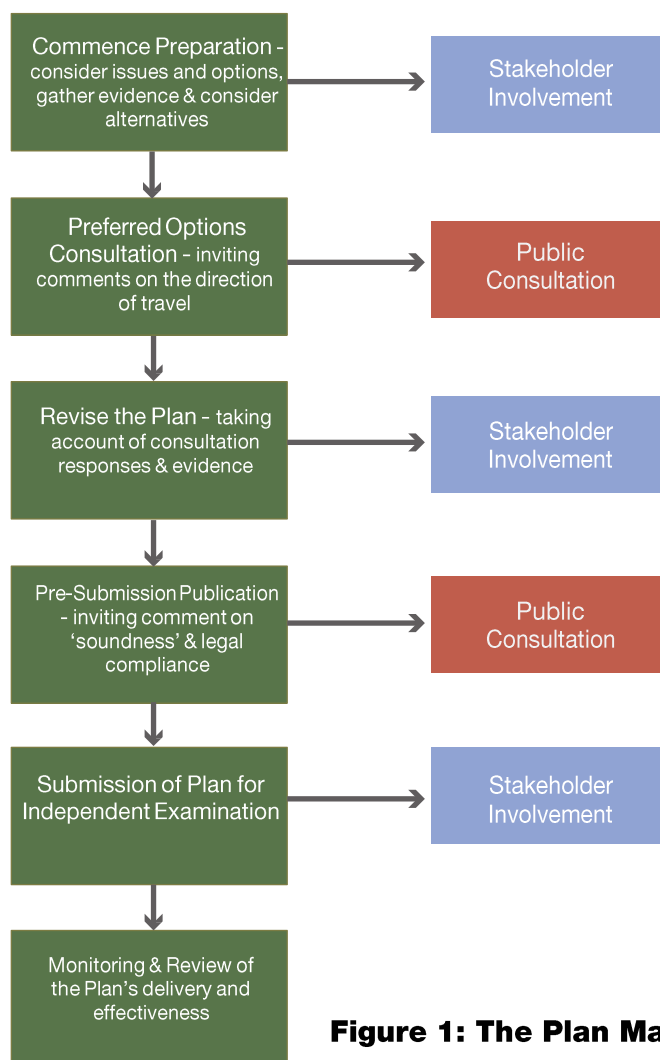 Commence Preparation -
consider issues and options,
gather evidence & consider
alternatives
Stakeholder
Involvement
Preferred Options
Consultation - inviting
comments on the direction
of travel
Public
Consultation
Revise the Plan - taking
account of consultation
responses & evidence
Stakeholder
Involvement
Pre-Submission Publication
- inviting comment on
‘soundness’ & legal
compliance
Public
Consultation
Submission of Plan for
Independent Examination
Stakeholder
Involvement
Monitoring & Review of
the Plan’s delivery and
effectiveness
Figure 1: The Plan Ma